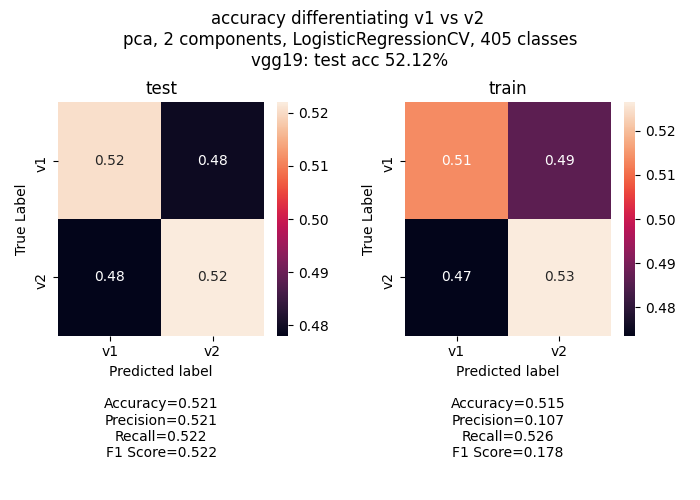 accuracy differentiating v1 vs v2
pca, 2 components, LogisticRegressionCV, 405 classes
vgg19: test acc 52.12%
test
v1
v2
True Label
0.52
0.48
0.48
0.52
v1
v2
Predicted label
0.52
0.51
0.50
0.49
0.48
Accuracy=0.521
Precision=0.521
Recall=0.522
F1 Score=0.522
train
v1
v2
True Label
0.51
0.49
0.47
0.53
v1
v2
Predicted label
0.52
0.51
0.50
0.49
0.48
Accuracy=0.515
Precision=0.107
Recall=0.526
F1 Score=0.178